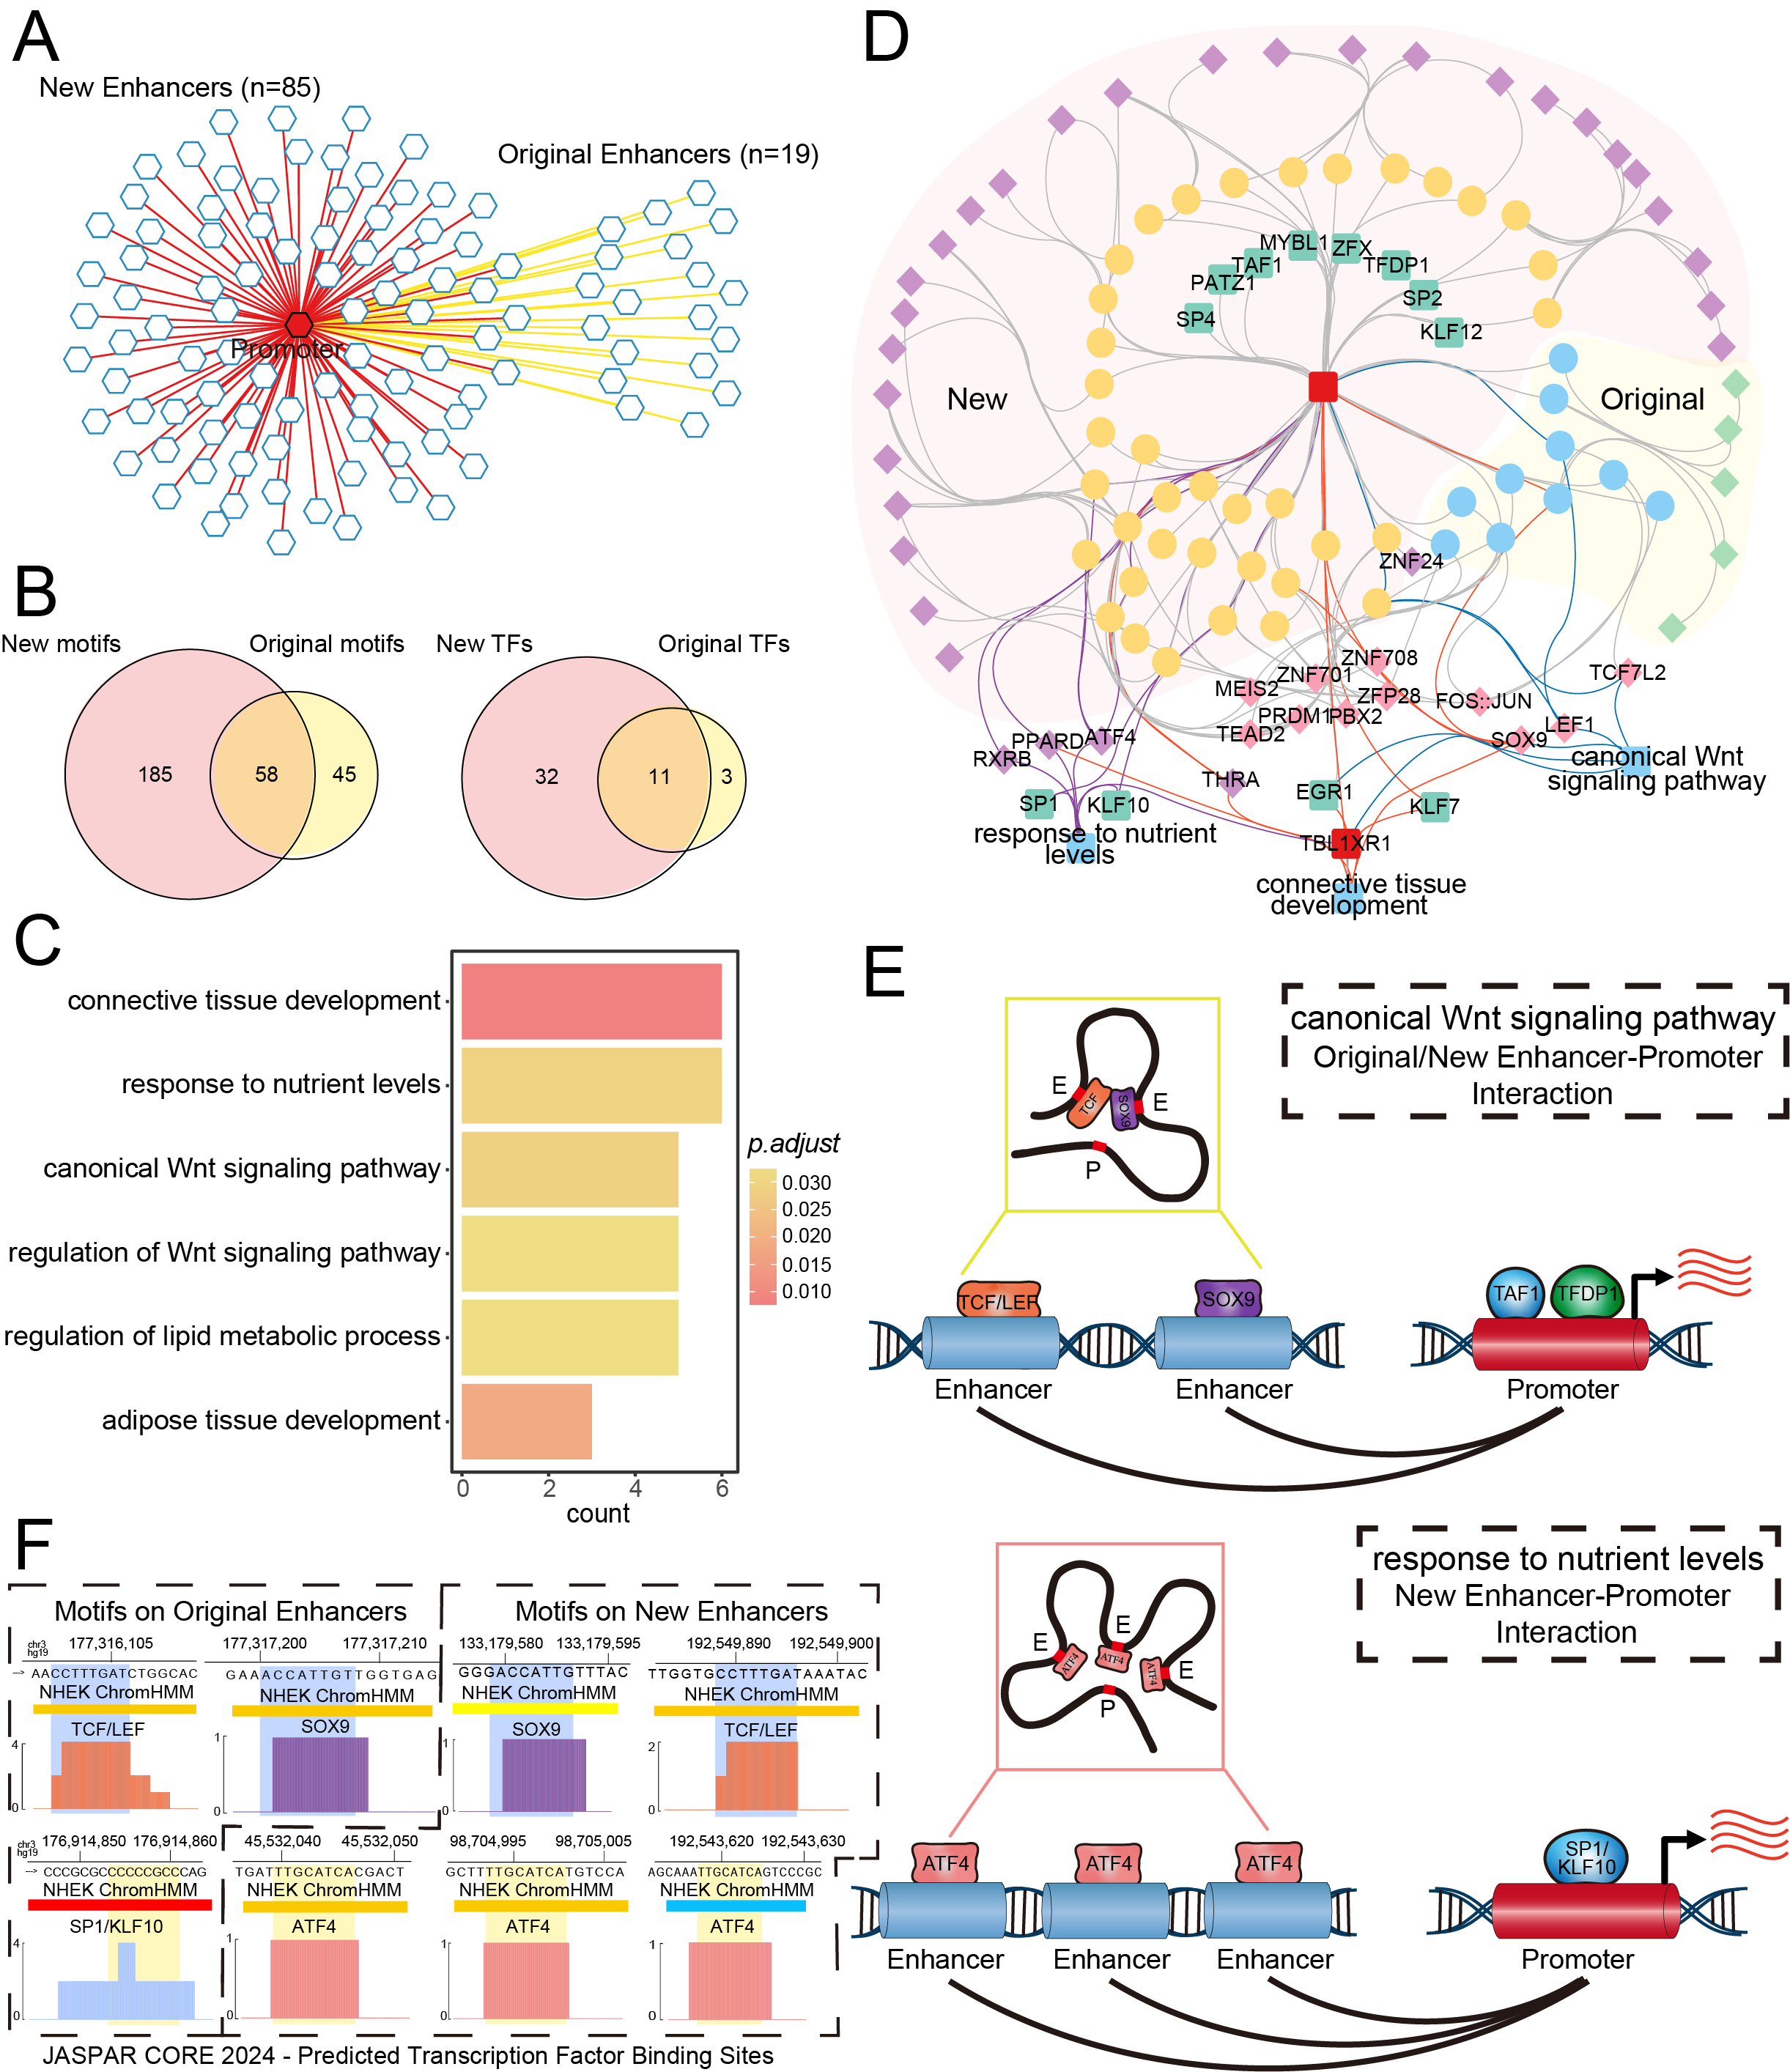 A
New Enhancers (n=85)
Original Enhancers (n=19)
Promoter
B
New motifs
Original motifs
New TFs
Original TFs
185
58
45
32
11
3
C
connective tissue development
response to nutrient levels
canonical Wnt signaling pathway
regulation of Wnt signaling pathway
regulation of lipid metabolic process
adipose tissue development
0
2
4
6
count
p.adjust
0.030
0.025
0.020
0.015
0.010
D
New
Original
MYBL1
ZFX
TAF1
TFDP1
PATZ1
SP2
SP4
KLF12
ZNF24
ZNF708
ZNF701
MEIS2
ZFP28
FOS::JUN
TCF7L2
PRDM1
PBX2
TEAD2
LEF1
SOX9
PPARD
ATF4
RXRB
THRA
EGR1
KLF7
SP1
KLF10
TBL1XR1
canonical Wnt
signaling pathway
response to nutrient
levels
connective tissue
development
E
canonical Wnt signaling pathway
Original/New Enhancer-Promoter
Interaction
E
TCF
SOX9
E
P
TCF/LEF
SOX9
TAF1
TFDP1
Enhancer
Enhancer
Promoter
response to nutrient levels
New Enhancer-Promoter
Interaction
E
E
E
ATF4
ATF4
ATF4
P
ATF4
ATF4
ATF4
SP1/
KLF10
Enhancer
Enhancer
Enhancer
Promoter
F
Motifs on Original Enhancers
Motifs on New Enhancers
chr3
hg19
177,316,105
-->
AACCTTTGATCTGGCAC
NHEK ChromHMM
TCF/LEF
4
0
177,317,200 177,317,210
GAAACCATTGTTGGTGAG
NHEK ChromHMM
SOX9
1
0
133,179,580 133,179,595
GGGACCATTGTTTAC
NHEK ChromHMM
SOX9
1
0
192,549,890 192,549,900
TTGGTGCCTTTGATAAATAC
NHEK ChromHMM
TCF/LEF
2
0
chr3
hg19
176,914,850 176,914,860
-->
CCCGCGCCCCCGCCCAG
NHEK ChromHMM
SP1/KLF10
4
0
45,532,040 45,532,050
TGATTTGCATCACGACT
NHEK ChromHMM
ATF4
1
0
98,704,995 98,705,005
GCTTTTGCATCATGTCCA
NHEK ChromHMM
ATF4
1
0
192,543,620 192,543,630
AGCAAATTGCATCAGTCCCGC
NHEK ChromHMM
ATF4
1
0
JASPAR CORE 2024 - Predicted Transcription Factor Binding Sites